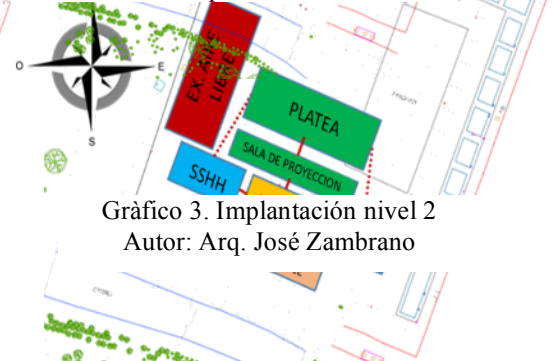 EX. AIRE
LIBRE
O
E
S
PLATEA
SALA DE PROYECCION
SSHH
Gràfico 3. Implantación nivel 2
Autor: Arq. José Zambrano